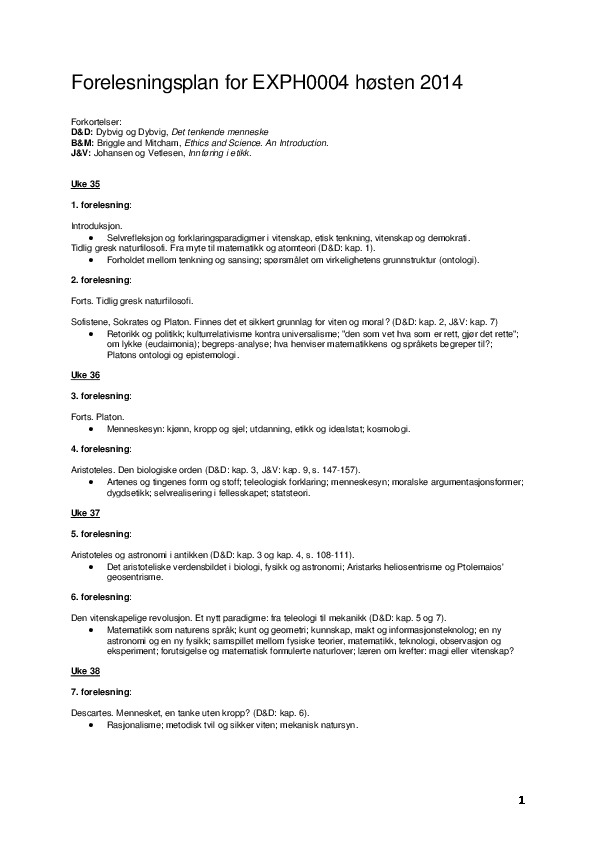 Forelesningsplan for EXPH0004 høsten 2014
Forkortelser:
D&D: Dybvig og Dybvig, Det tenkende menneske
B&M: Briggle and Mitcham, Ethics and Science. An Introduction.
J&V: Johansen og Vetlesen, Innføring i etikk.
Uke 35
1. forelesning:
Introduksjon.
● Selvrefleksjon og forklaringsparadigmer i vitenskap, etisk tenkning, vitenskap og demokrati.
Tidlig gresk naturfilosofi. Fra myte til matematikk og atomteori (D&D: kap. 1).
● Forholdet mellom tenkning og sansing; spørsmålet om virkelighetens grunnstruktur (ontologi).
2. forelesning:
Forts. Tidlig gresk naturfilosofi.
Sofistene, Sokrates og Platon. Finnes det et sikkert grunnlag for viten og moral? (D&D: kap. 2, J&V: kap. 7)
● Retorikk og politikk; kulturrelativisme kontra universalisme; "den som vet hva som er rett, gjør det rette";
om lykke (eudaimonia); begreps-analyse; hva henviser matematikkens og språkets begreper til?;
Platons ontologi og epistemologi.
Uke 36
3. forelesning:
Forts. Platon.
● Menneskesyn: kjønn, kropp og sjel; utdanning, etikk og idealstat; kosmologi.
4. forelesning:
Aristoteles. Den biologiske orden (D&D: kap. 3, J&V: kap. 9, s. 147-157).
● Artenes og tingenes form og stoff; teleologisk forklaring; menneskesyn; moralske argumentasjonsformer;
dygdsetikk; selvrealisering i fellesskapet; statsteori.
Uke 37
5. forelesning:
Aristoteles og astronomi i antikken (D&D: kap. 3 og kap. 4, s. 108-111).
● Det aristoteliske verdensbildet i biologi, fysikk og astronomi; Aristarks heliosentrisme og Ptolemaios'
geosentrisme.
6. forelesning:
Den vitenskapelige revolusjon. Et nytt paradigme: fra teleologi til mekanikk (D&D: kap. 5 og 7).
● Matematikk som naturens språk; kunt og geometri; kunnskap, makt og informasjonsteknolog; en ny
astronomi og en ny fysikk; samspillet mellom fysiske teorier, matematikk, teknologi, observasjon og
eksperiment; forutsigelse og matematisk formulerte naturlover; læren om krefter: magi eller vitenskap?
Uke 38
7. forelesning:
Descartes. Mennesket, en tanke uten kropp? (D&D: kap. 6).
● Rasjonalisme; metodisk tvil og sikker viten; mekanisk natursyn.
1